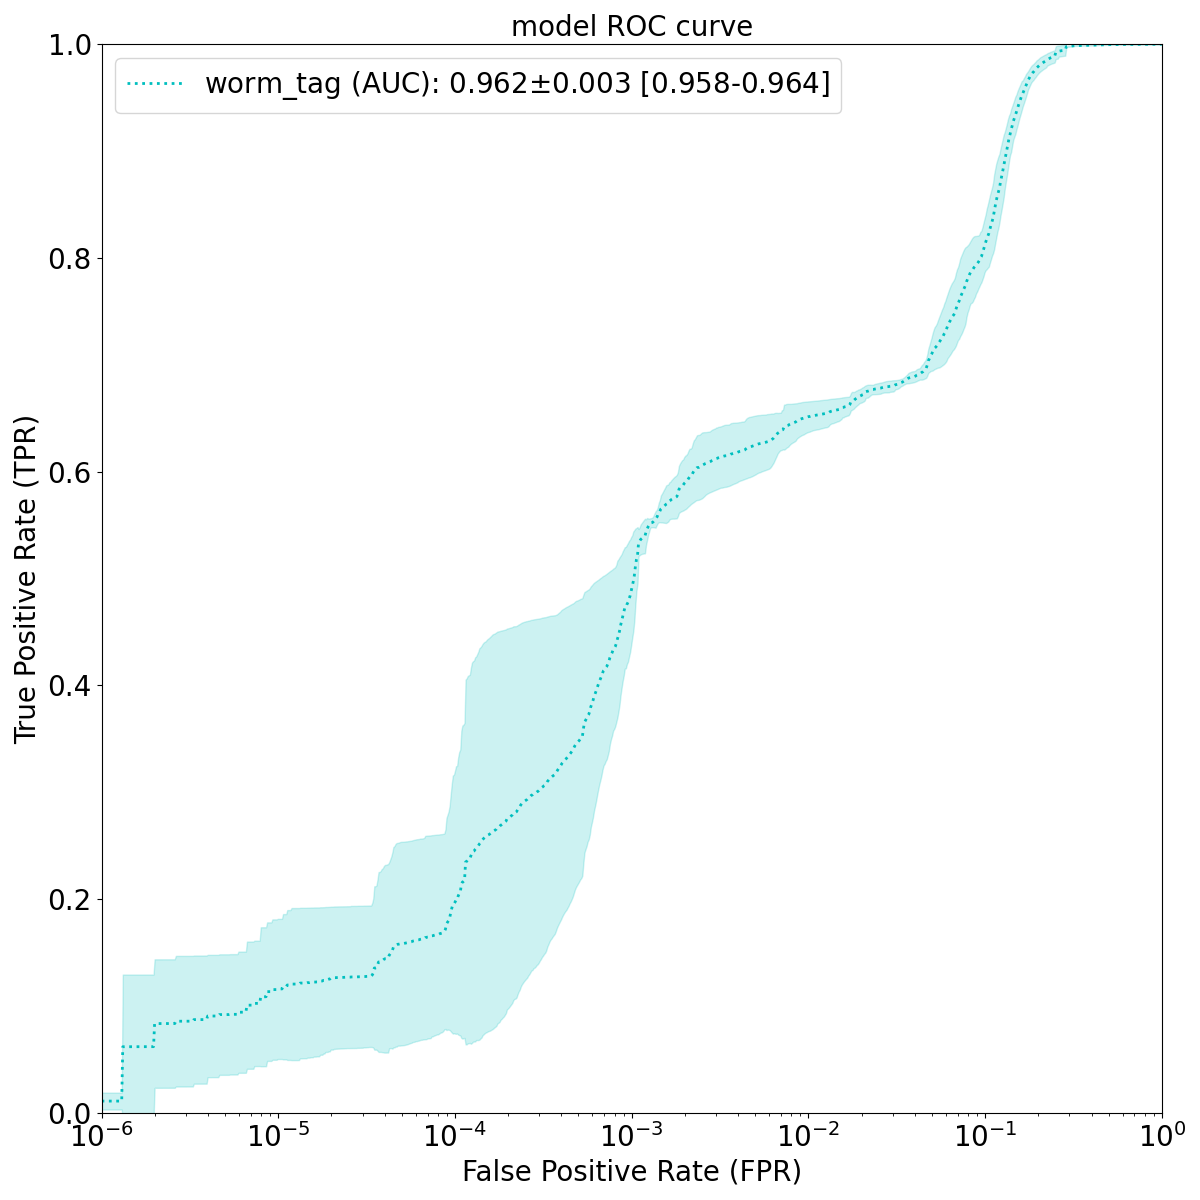 model ROC curve
worm_tag (AUC): 0.962±0.003 [0.958-0.964]
True Positive Rate (TPR)
1.0
0.8
0.6
0.4
0.2
0.0
10⁻⁶ 10⁻⁵ 10⁻⁴ 10⁻³ 10⁻² 10⁻¹ 10⁰
False Positive Rate (FPR)